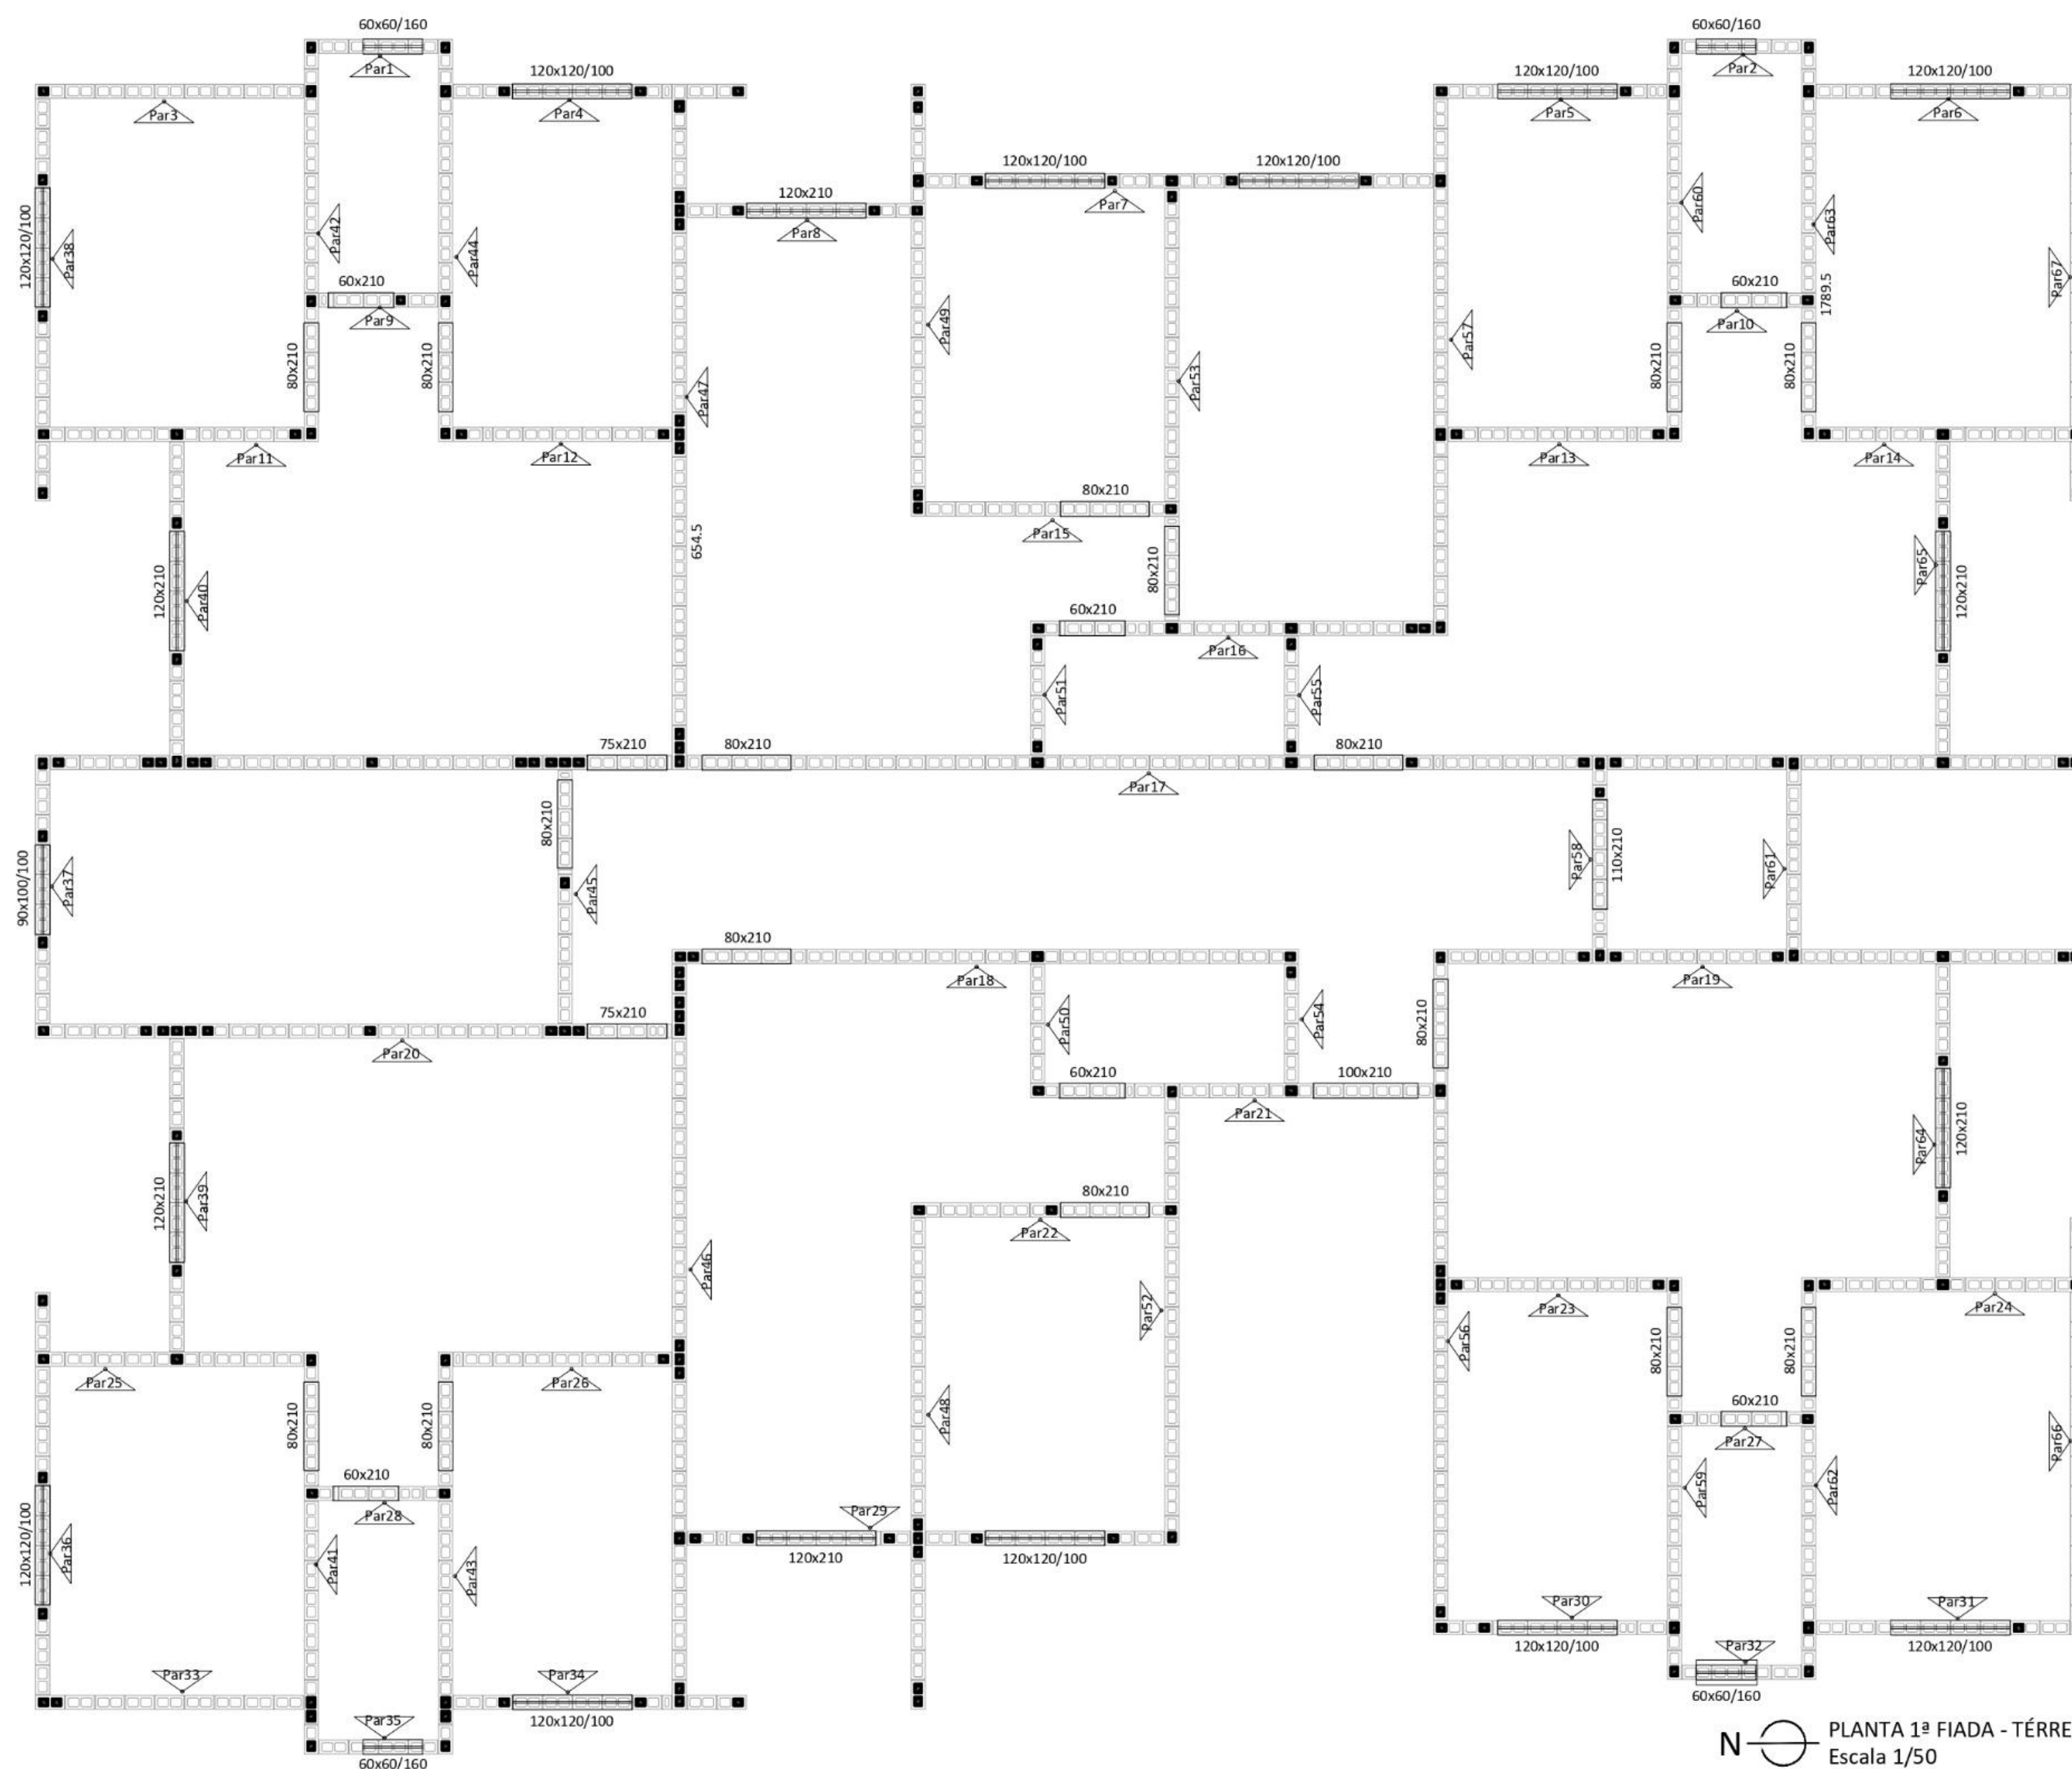 60x60/160
60x60/160
Par1
Par2
120x120/100
120x120/100
120x120/100
Par3
Par4
Par5
Par6
120x120/100
120x120/100
120x210
Par7
Par8
Par60
Par63
120x120/100
Par38
Par42
Par44
Par67
60x210
60x210
1789.5
Par9
Par10
Par49
Par57
80x210
80x210
80x210
80x210
Par47
Par53
Par11
Par12
Par13
Par14
80x210
Par15
654.5
120x210
Par40
80x210
Par65
120x210
60x210
Par16
Par51
Par55
75x210
80x210
80x210
Par17
80x210
90x100/100
Par37
Par45
Par58
110x210
Par61
80x210
Par18
Par19
75x210
Par50
Par54
80x210
Par20
60x210
100x210
Par21
120x210
Par39
Par64
120x210
80x210
Par22
Par46
Par52
Par23
Par24
Par56
80x210
80x210
Par25
Par26
80x210
80x210
Par48
60x210
Par27
Par66
60x210
Par28
Par59
Par62
120x120/100
Par36
Par41
Par43
Par29
120x210
120x120/100
Par30
Par31
120x120/100
120x120/100
Par32
60x60/160
Par33
Par34
120x120/100
Par35
60x60/160
N
PLANTA 1ª FIADA - TÉRRE
Escala 1/50